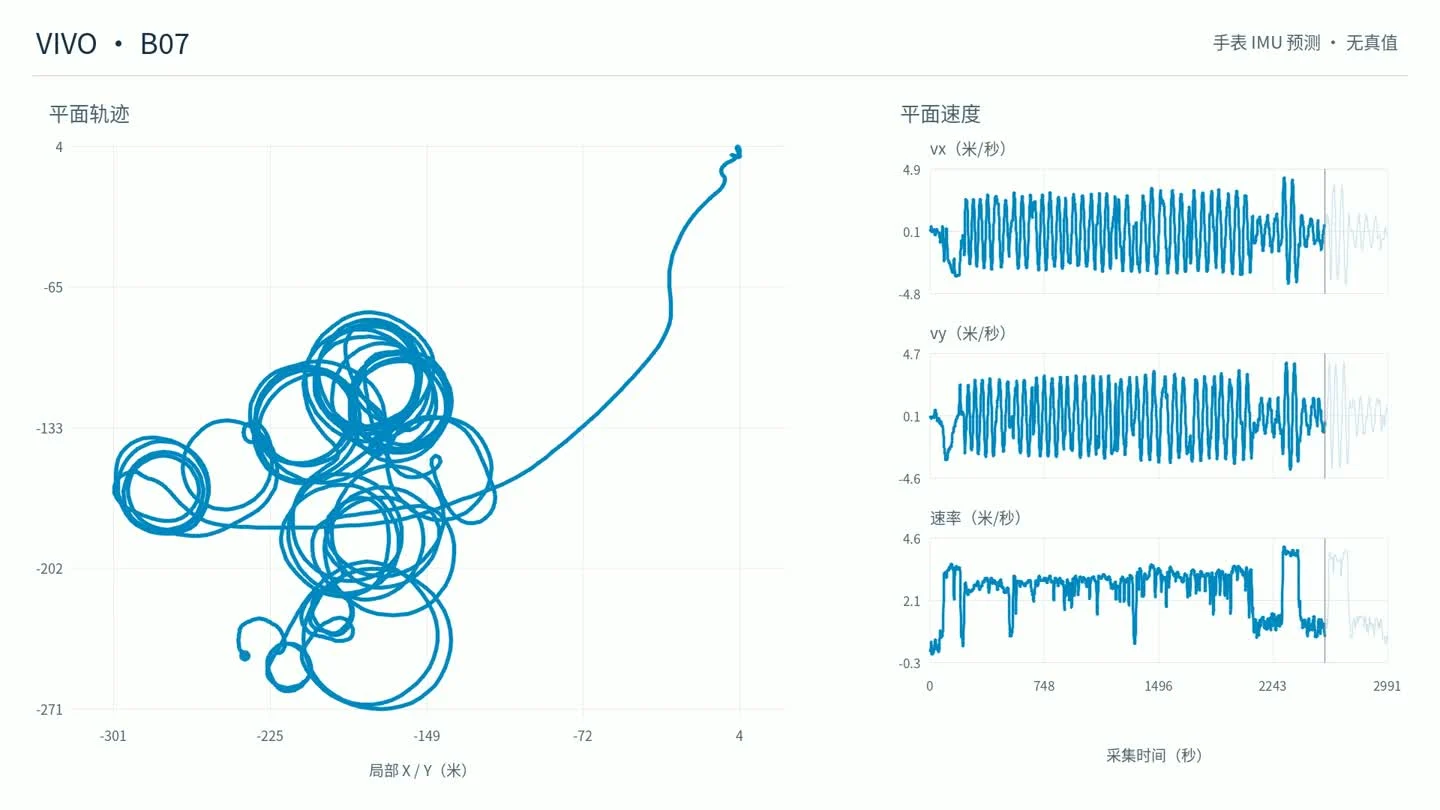 VIVO • B07
手表 IMU 预测 • 无真值
平面轨迹
4
-65
-133
-202
-271
-301 -225 -149 -72 4
局部 X / Y（米）
平面速度
vx（米/秒）
4.9
0.1
-4.8
vy（米/秒）
4.7
0.1
-4.6
速率（米/秒）
4.6
2.1
-0.3
0 748 1496 2243 2991
采集时间（秒）